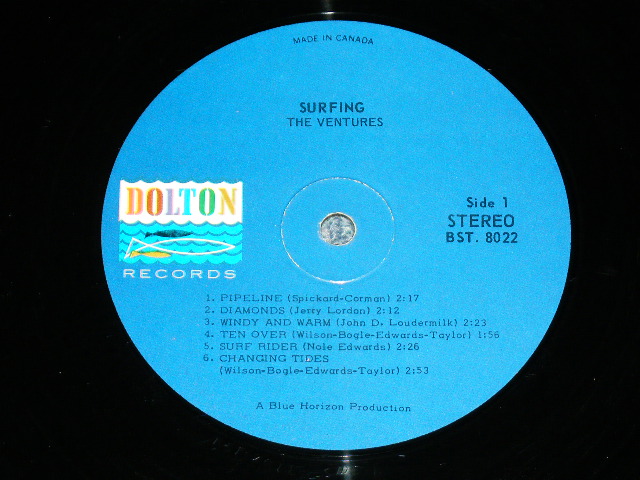 MADE IN CANADA
SURFING
THE VENTURES
DOLTON
RECORDS
Side 1
STEREO
BST. 8022
1. PIPELINE (Spickard-Corman) 2:17
2. DIAMONDS (Jerry Lordan) 2:12
3. WINDY AND WARM (John D. Loudermilk) 2:23
4. TEN OVER (Wilson-Bogle-Edwards-Taylor) 1:56
5. SURF RIDER (Nole Edwards) 2:26
6. CHANGING TIDES
(Wilson-Bogle-Edwards-Taylor) 2:53
A Blue Horizon Production